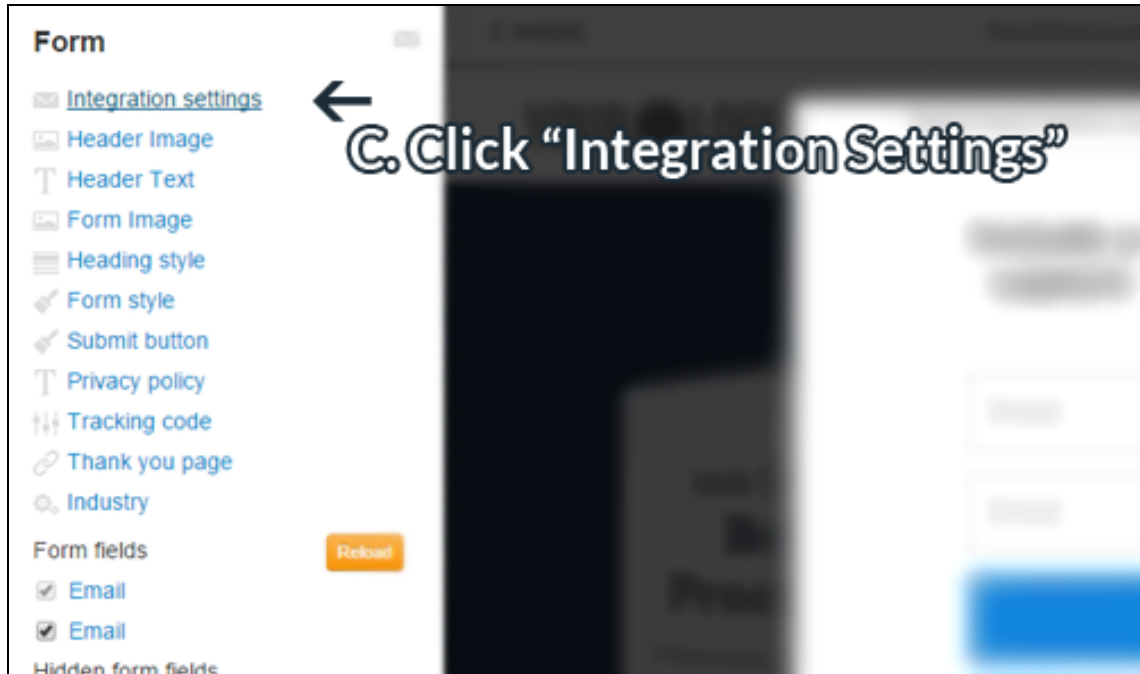 Form
Integration settings
C. Click “Integration Settings”
Header Image
Header Text
Form Image
Heading style
Form style
Submit button
Privacy policy
Tracking code
Thank you page
Industry
Form fields
Reload
Email
Email
Hidden form fields